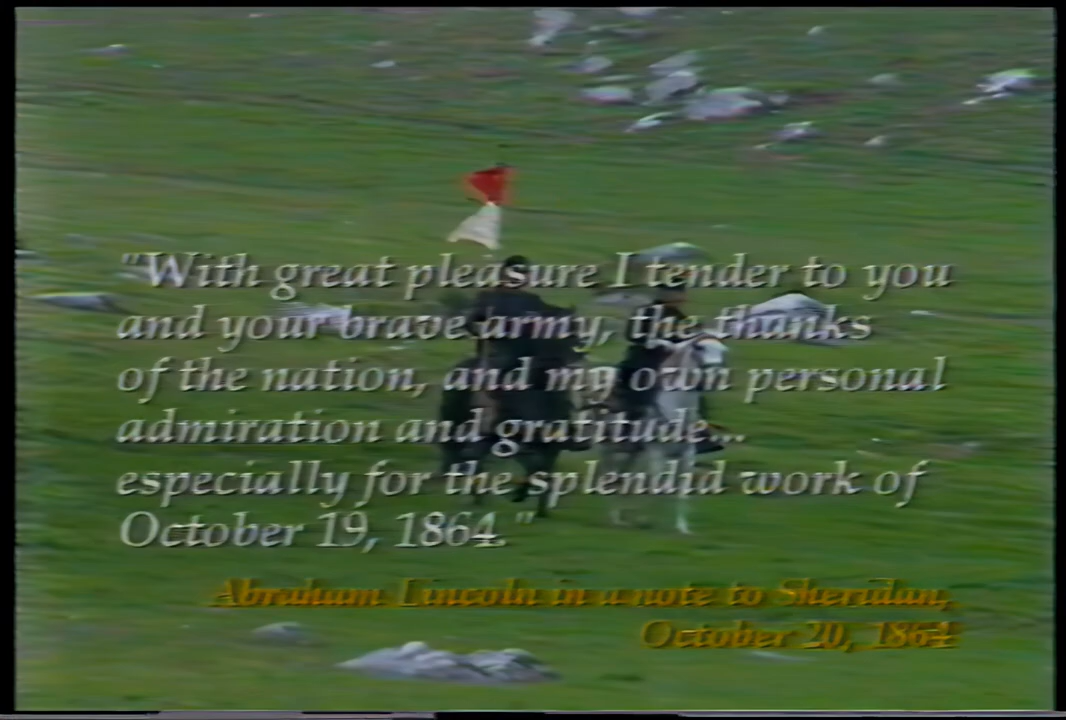 "With great pleasure I tender to you
and your brave army, the thanks
of the nation, and my own personal
admiration and gratitude...
especially for the splendid work of
October 19, 1864."
Abraham Lincoln in a note to Sheridan,
October 20, 1864